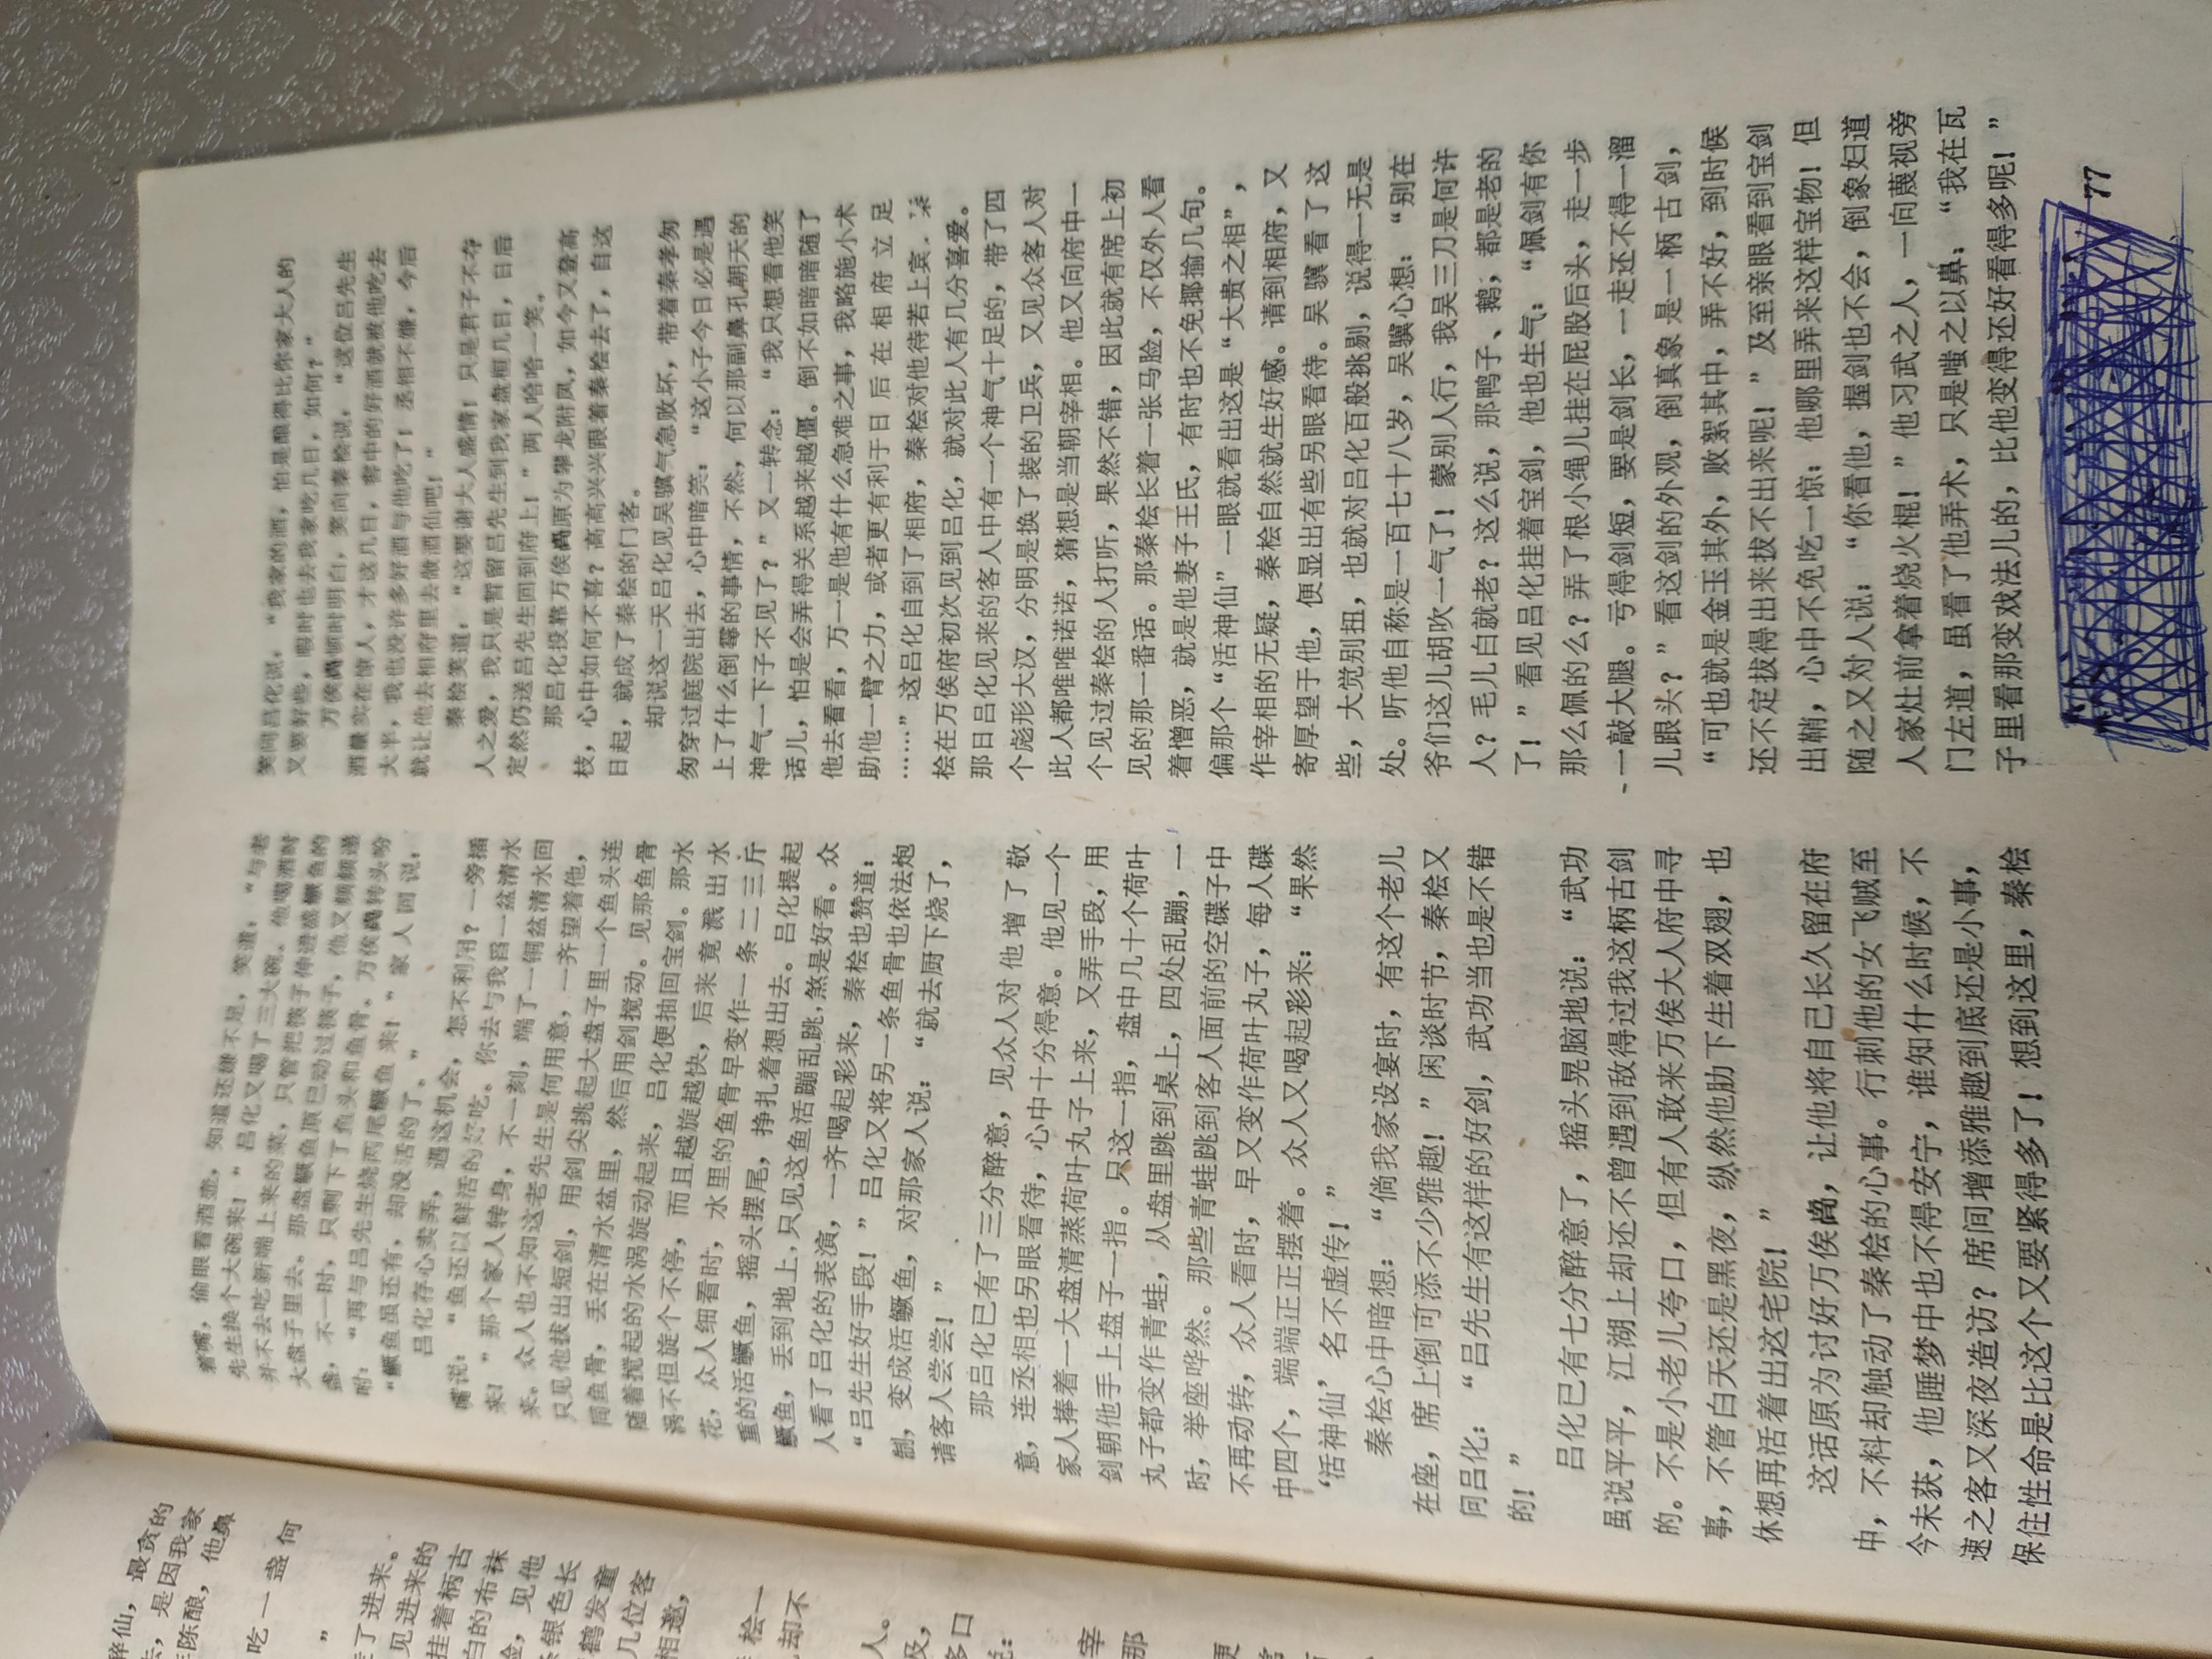 醉仙，最贪的
去，是因我家
陈酿，他鼻
吃一盏何
”
了进来。
见进来的
挂着柄古
白的布袜
见他
银色长
鹤发童
几位客
相邀，
桧一
却不
人。
多口
宰
那
着嘴，偷眼看酒壶，知道还嫌不足，笑道：“与老
先生换个大碗来！”吕化又喝了三大碗。他喝酒时
并不去吃新端上来的菜，只管把筷子伸进盛鳜鱼的
大盘子里去。那盘鳜鱼原已动过筷子，他又频频递
盏，不一时，只剩下了鱼头和鱼骨。万俟卨转头吩
咐：“再与吕先生烧两尾鳜鱼来！”家人回说：
“鳜鱼虽还有，却没活的了。”
吕化存心卖弄，遇这机会，怎不利用？一旁插
嘴说：“鱼还以鲜活的好吃。你去与我舀一盆清水
来！”那个家人转身，不一刻，端了一铜盆清水回
来。众人也不知这老先生是何用意，一齐望着他，
只见他拔出短剑，用剑尖挑起大盘子里一个鱼头连
同鱼骨，丢在清水盆里，然后用剑搅动。见那鱼骨
随着搅起的水涡旋动起来，吕化便抽回宝剑。那水
涡不但旋个不停，而且越旋越快，后来竟溅出水
花，众人细看时，水里的鱼骨早变作一条二三斤
重的活鳜鱼，摇头摆尾，挣扎着想出去。吕化提起
鳜鱼，丢到地上，只见这鱼活蹦乱跳，煞是好看。众
人看了吕化的表演，一齐喝起彩来，秦桧也赞道：
“吕先生好手段！”吕化又将另一条鱼骨也依法炮
制，变成活鳜鱼，对那家人说：“就去厨下烧了，
请客人尝尝！”
那吕化已有了三分醉意，见众人对他增了敬
意，连丞相也另眼看待，心中十分得意。他见一个
家人捧着一大盘清蒸荷叶丸子上来，又弄手段，用
剑朝他手上盘子一指。只这一指，盘中几十个荷叶
丸子都变作青蛙，从盘里跳到桌上，四处乱蹦，一
时，举座哗然。那些青蛙跳到客人面前的空碟子中
不再动转，众人看时，早又变作荷叶丸子，每人碟
中四个，端端正正摆着。众人又喝起彩来：“果然
‘活神仙’，名不虚传！”
秦桧心中暗想：“倘我家设宴时，有这个老儿
在座，席上倒可添不少雅趣！”闲谈时节，秦桧又
问吕化：“吕先生有这样的好剑，武功当也是不错
的！”
吕化已有七分醉意了，摇头晃脑地说：“武功
虽说平平，江湖上却还不曾遇到敌得过我这柄古剑
的。不是小老儿夸口，但有人敢来万俟大人府中寻
事，不管白天还是黑夜，纵然他肋下生着双翅，也
休想再活着出这宅院！”
这话原为讨好万俟卨，让他将自己长久留在府
中，不料却触动了秦桧的心事。行刺他的女飞贼至
今未获，他睡梦中也不得安宁，谁知什么时候，不
速之客又深夜造访？席间增添雅趣到底还是小事，
保住性命是比这个又要紧得多了！想到这里，秦桧
笑问吕化说，“我家的酒，怕是酿得比你家大人的
又要好些，暇时也去我家吃几日，如何？”
万俟卨顿时明白，笑向秦桧说，“这位吕先生
酒量实在惊人，才这几日，窖中的好酒就被他吃去
大半，我也没许多好酒与他吃了！丞相不嫌，今后
就让他去相府里去做酒仙吧！”
秦桧笑道：“这要谢大人盛情！只是君子不夺
人之爱，我只是暂留吕先生到我家盘桓几日，日后
定然仍送吕先生回到府上！”两人哈哈一笑。
那吕化投靠万俟卨原为攀龙附凤，如今又登高
枝，心中如何不喜？高高兴兴跟着秦桧去了，自这
日起，就成了秦桧的门客。
却说这一天吕化见吴骥气急败坏，带着秦孝匆
匆穿过庭院出去，心中暗笑：“这小子今日必是遇
上了什么倒霉的事情，不然，何以那副鼻孔朝天的
神气一下子不见了？”又一转念：“我只想看他笑
话儿，怕是会弄得关系越来越僵。倒不如暗暗随了
他去看看，万一是他有什么急难之事，我略施小术
助他一臂之力，或者更有利于日后在相府立足
……”这吕化自到了相府，秦桧对他待若上宾。秦
桧在万俟府初次见到吕化，就对此人有几分喜爱。
那日吕化见来的客人中有一个神气十足的，带了四
个彪形大汉，分明是换了装的卫兵，又见众客人对
此人都唯唯诺诺，猜想是当朝宰相。他又向府中一
个见过秦桧的人打听，果然不错，因此就有席上初
见的那一番话。那秦桧长着一张马脸，不仅外人看
着憎恶，就是他妻子王氏，有时也不免揶揄几句。
偏那个“活神仙”一眼就看出这是“大贵之相”，
作宰相的无疑，秦桧自然就生好感。请到相府，又
寄厚望于他，便显出有些另眼看待。吴骥看了这
些，大觉别扭，也就对吕化百般挑剔，说得一无是
处。听他自称是一百七十八岁，吴骥心想：“别在
爷们这儿胡吹一气了！蒙别人行，我吴三刀是何许
人？毛儿白就老？这么说，那鸭子、鹅，都是老的
了！”看见吕化挂着宝剑，他也生气：“佩剑有你
那么佩的么？弄了根小绳儿挂在屁股后头，走一步
一敲大腿。亏得剑短，要是剑长，一走还不得一溜
儿跟头？”看这剑的外观，倒真象是一柄古剑，
“可也就是金玉其外，败絮其中，弄不好，到时候
还不定拔得出来拔不出来呢！”及至亲眼看到宝剑
出鞘，心中不免吃一惊：他哪里弄来这样宝物！但
随之又对人说：“你看他，握剑也不会，倒象妇道
人家灶前拿着烧火棍！”他习武之人，一向蔑视旁
门左道，虽看了他弄术，只是嗤之以鼻：“我在瓦
子里看那变戏法儿的，比他变得还好看得多呢！”
77